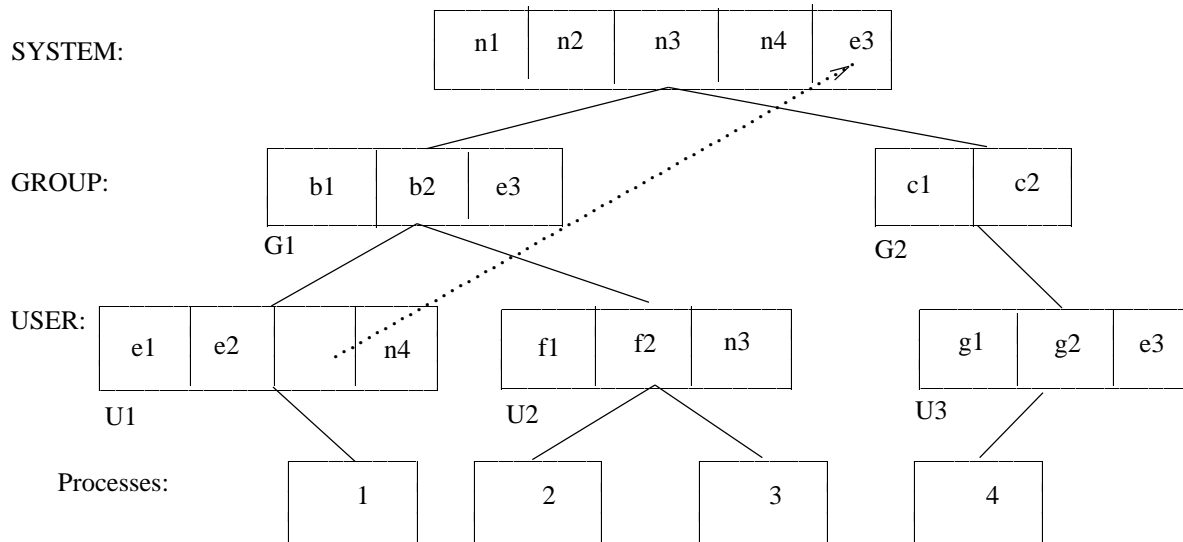 SYSTEM: n1 n2 n3 n4 e3
GROUP: b1 b2 e3 c1 c2
G1 G2
USER: e1 e2 n4 f1 f2 n3 g1 g2 e3
U1 U2 U3
Processes: 1 2 3 4